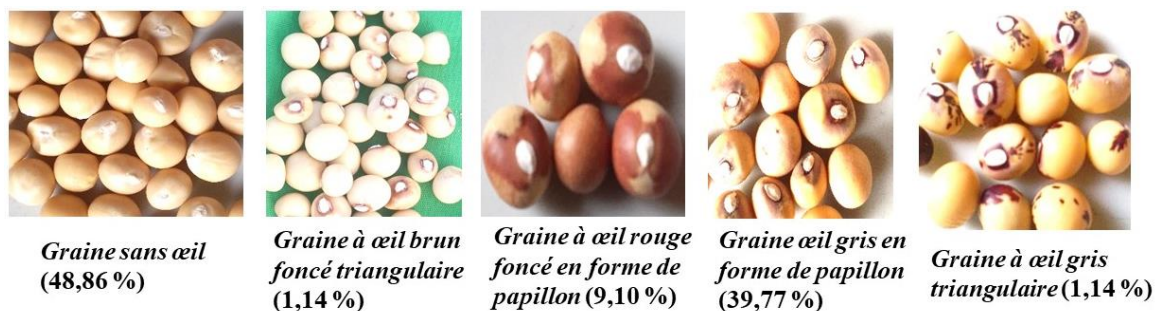 Graine sans œil
(48,86 %)
Graine à œil brun
foncé triangulaire
(1,14 %)
Graine à œil rouge
foncé en forme de
papillon (9,10 %)
Graine œil gris en
forme de papillon
(39,77 %)
Graine à œil gris
triangulaire (1,14 %)